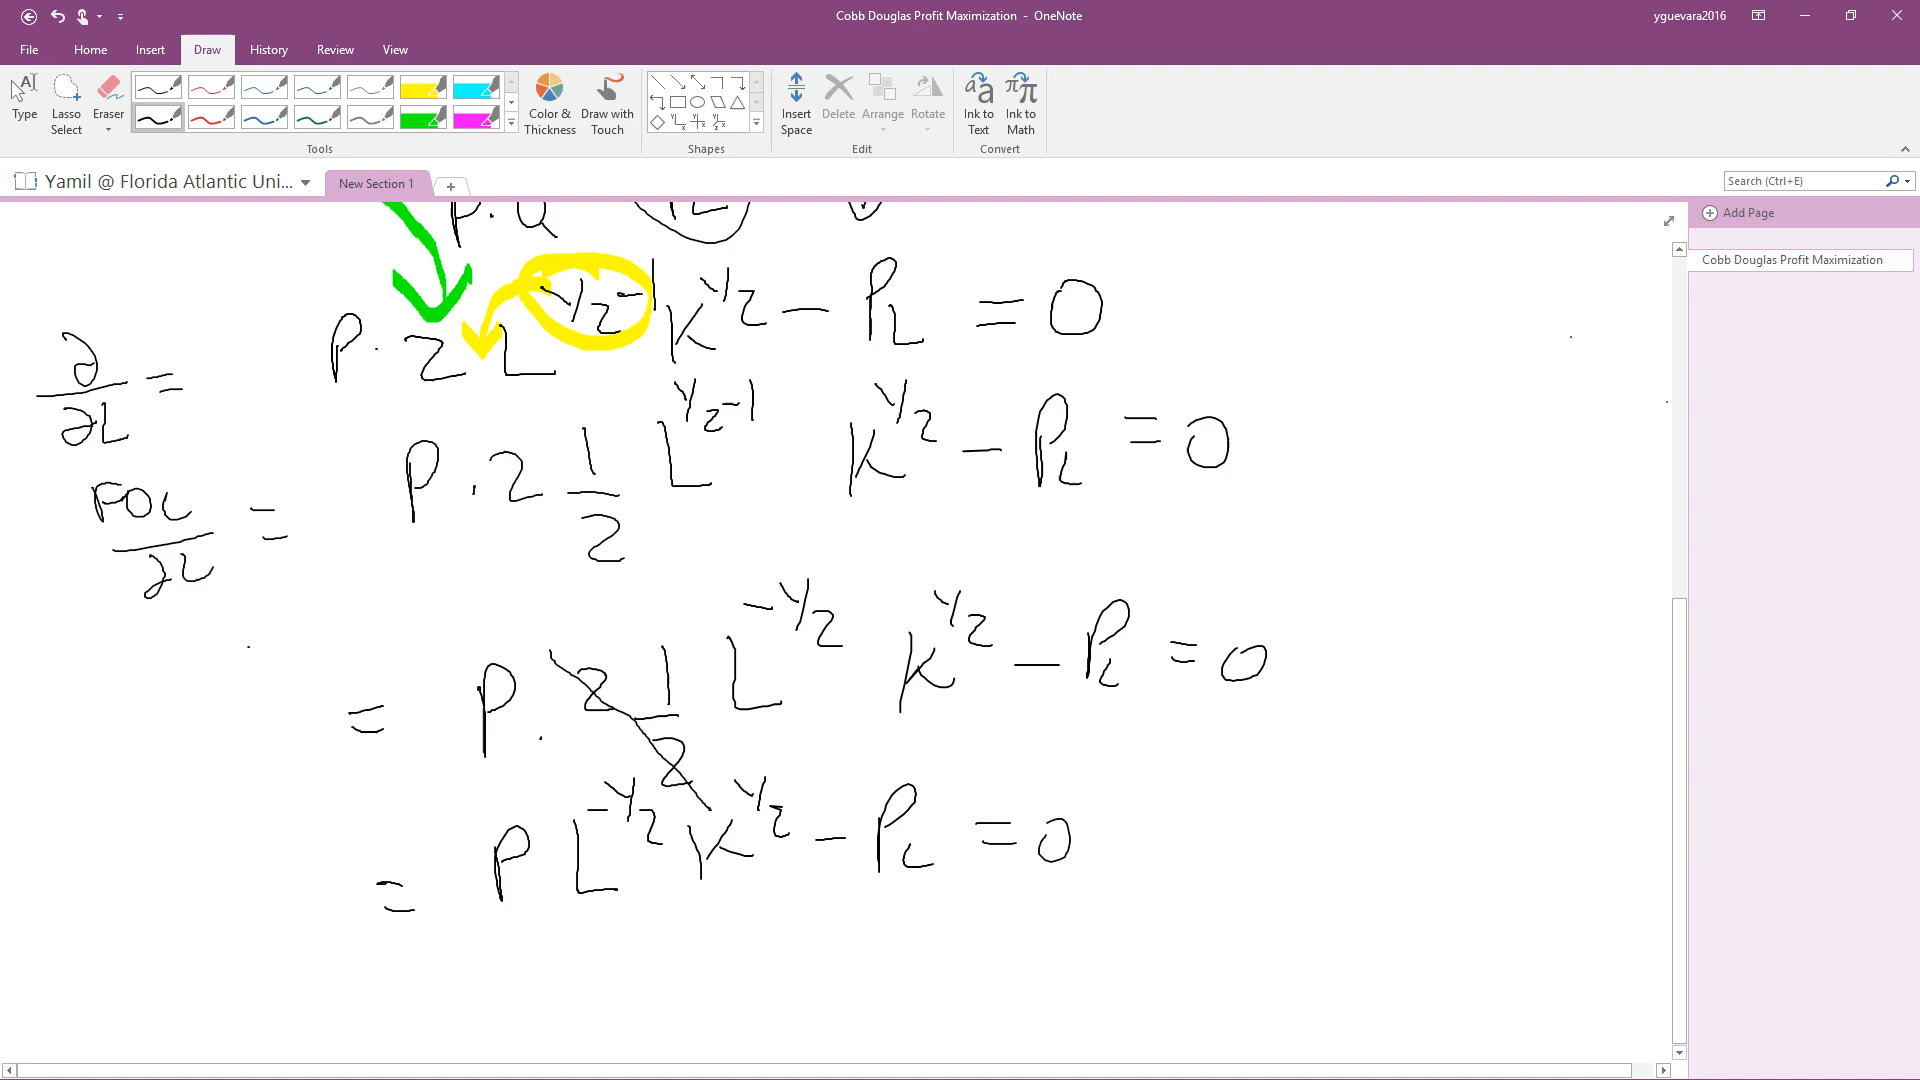 Cobb Douglas Profit Maximization - OneNote
yguevara2016
File Home Insert Draw History Review View
Type
Lasso Select
Eraser
Color & Thickness
Draw with Touch
Insert Space
Delete
Arrange
Rotate
Ink to Text
Ink to Math
Tools Shapes Edit Convert
Yamil @ Florida Atlantic Uni...
New Section 1
Search (Ctrl+E)
Add Page
Cobb Douglas Profit Maximization
P. Q
∂/∂L = P. 2 L^(1/2 - 1) K^(1/2) - P_L = 0
FOC/∂L = P. 2 1/2 L^(1/2 - 1) K^(1/2) - P_L = 0
= P. 2 1/2 L^(-1/2) K^(1/2) - P_L = 0
= P L^(-1/2) K^(1/2) - P_L = 0